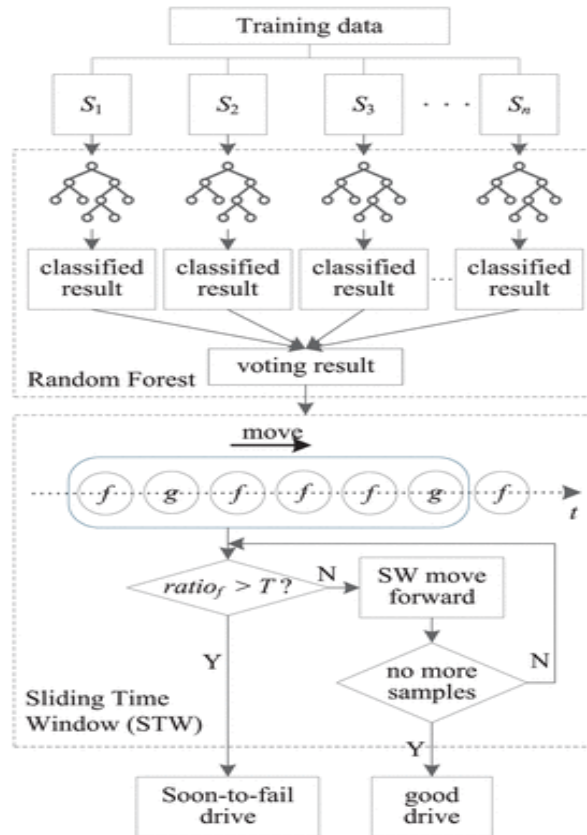 Training data
S₁ S₂ S₃ · · · Sₙ
classified result
classified result
classified result
classified result
voting result
Random Forest
move
f g f f f g f
t
ratio_f > T ?
N
SW move
forward
Y
no more
samples
N
Sliding Time
Window (STW)
Y
Soon-to-fail
drive
good
drive